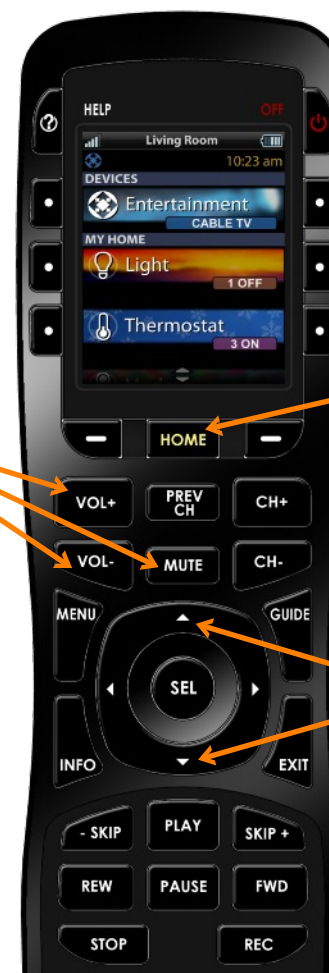 HELP OFF
?
Living Room
10:23 am
DEVICES
Entertainment
CABLE TV
MY HOME
Light
1 OFF
Thermostat
3 ON
HOME
VOL+ PREV CH CH+
VOL- MUTE CH-
MENU GUIDE
SEL
INFO EXIT
- SKIP PLAY SKIP +
REW PAUSE FWD
STOP REC